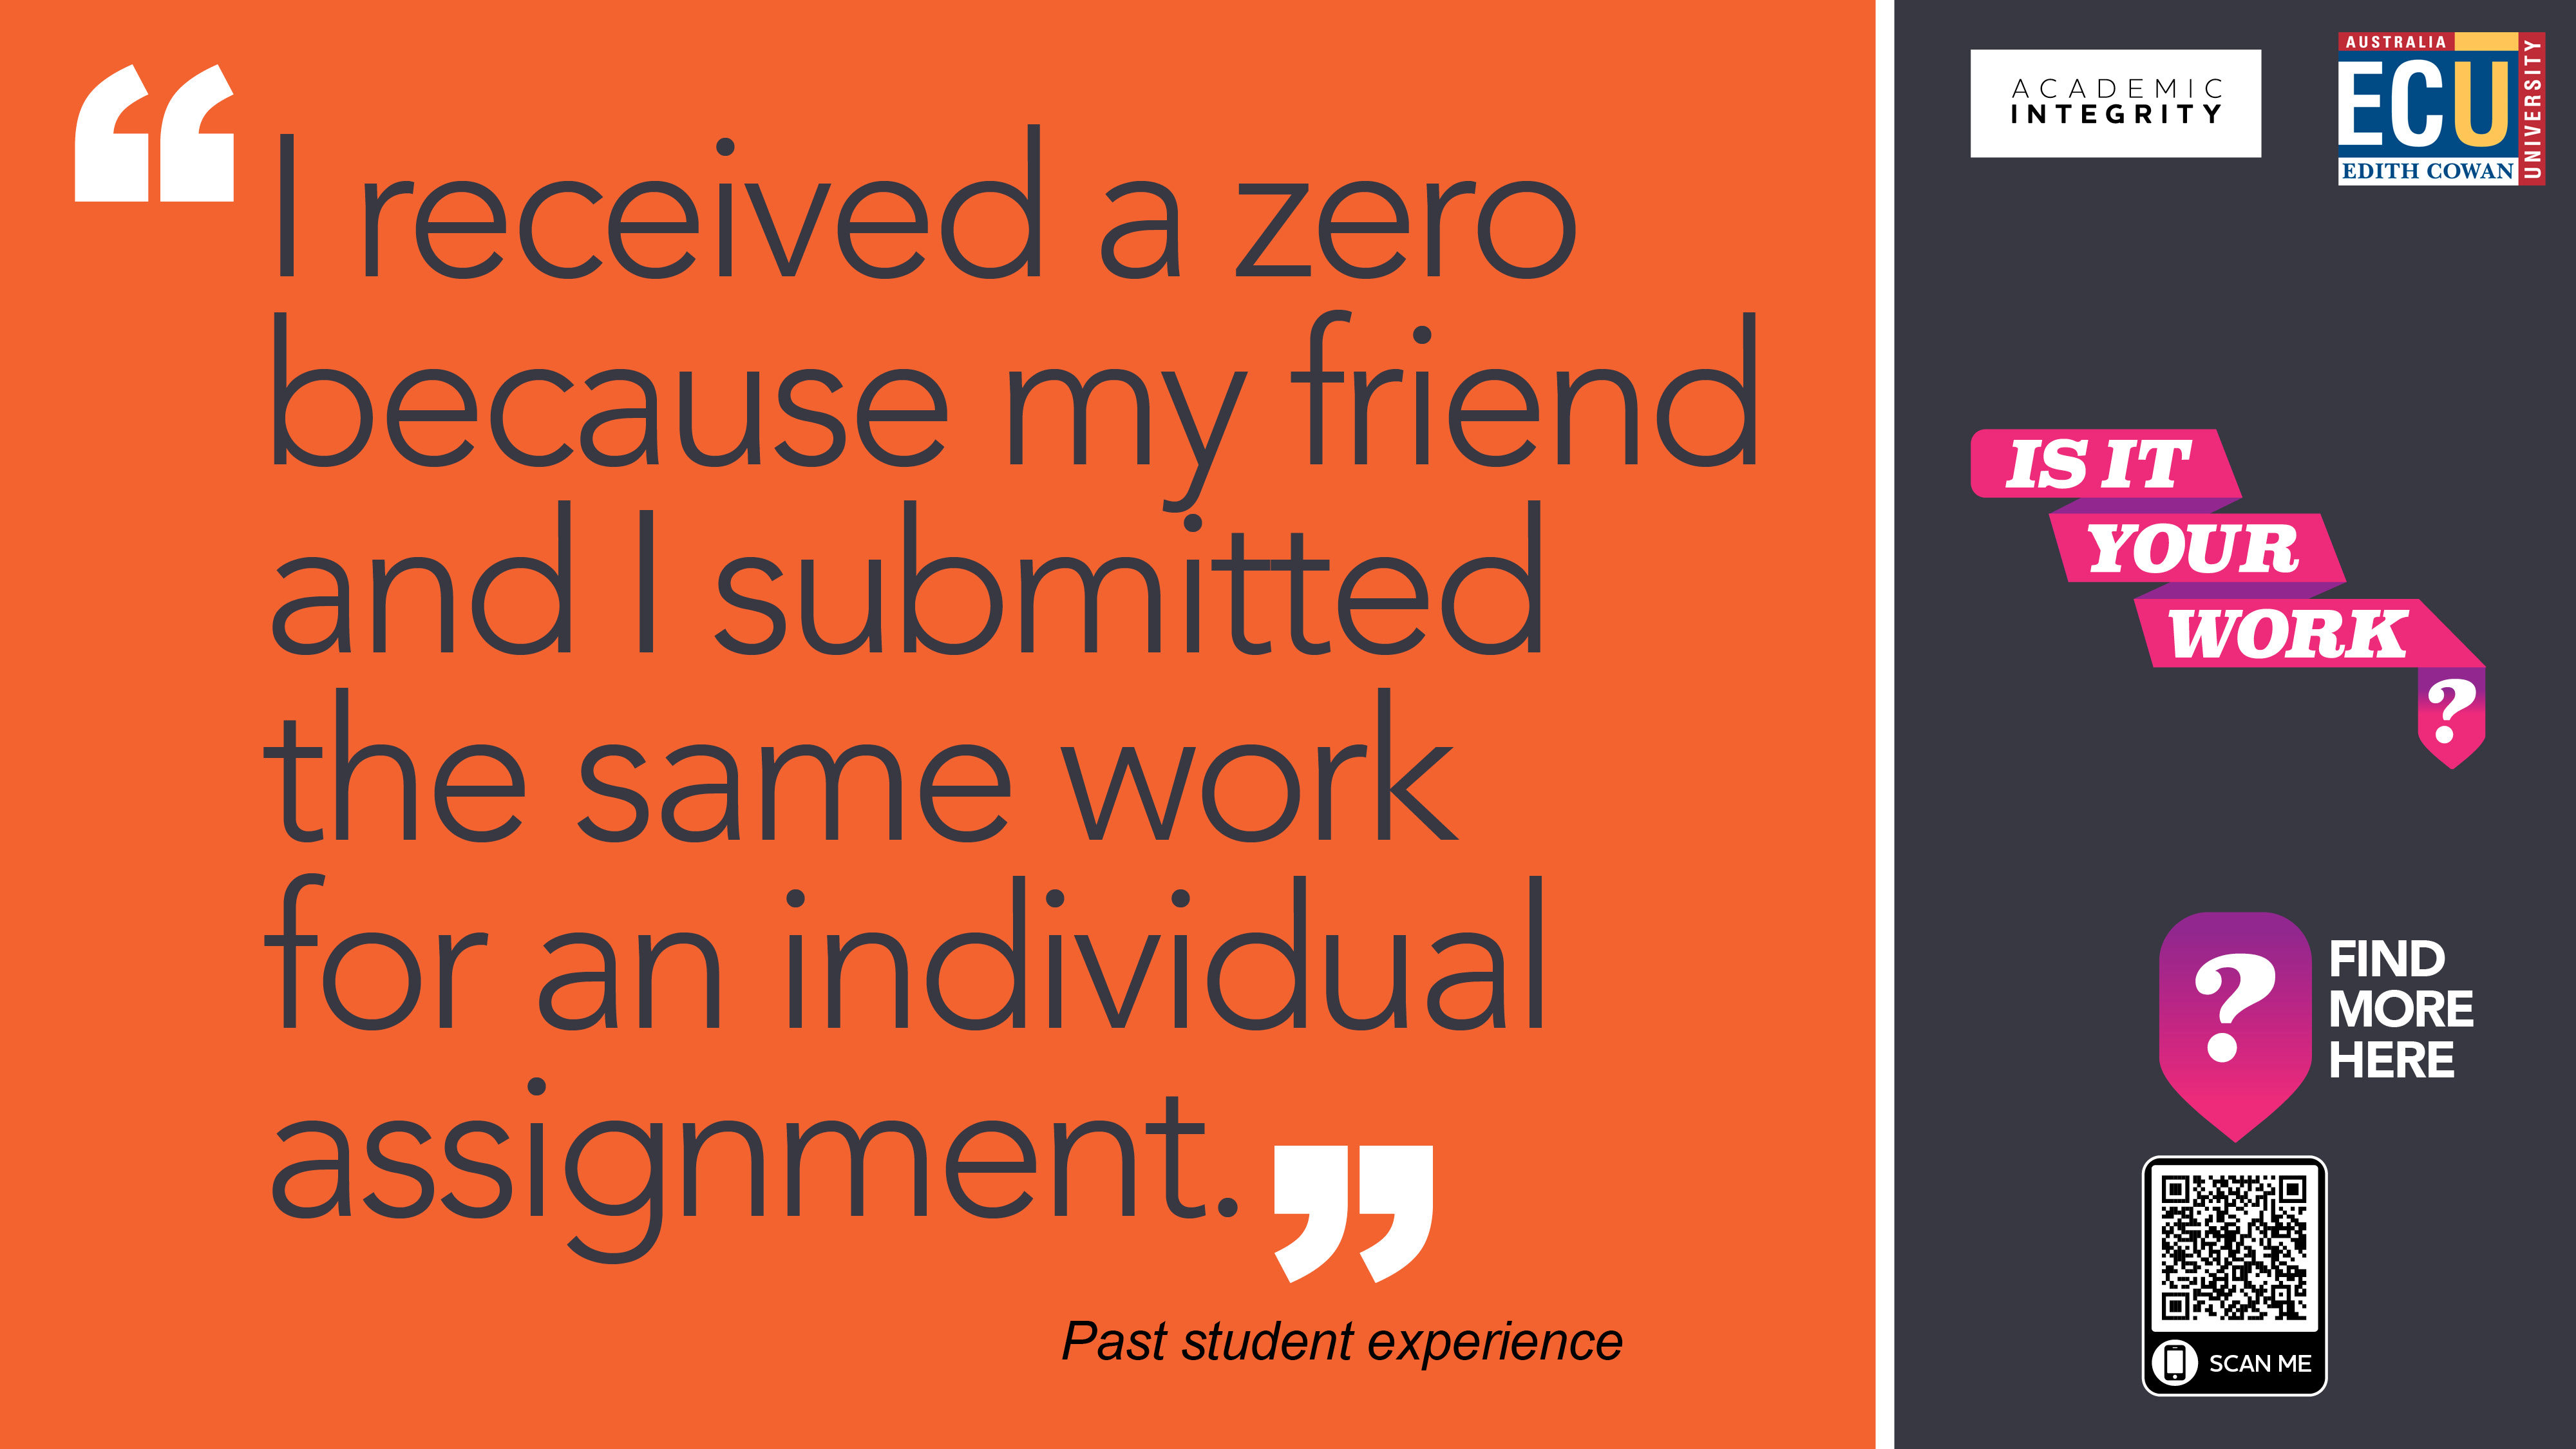 “I received a zero
because my friend
and I submitted
the same work
for an individual
assignment.”
Past student experience
ACADEMIC
INTEGRITY
AUSTRALIA
ECU
EDITH COWAN
UNIVERSITY
IS IT
YOUR
WORK
?
?
FIND
MORE
HERE
SCAN ME